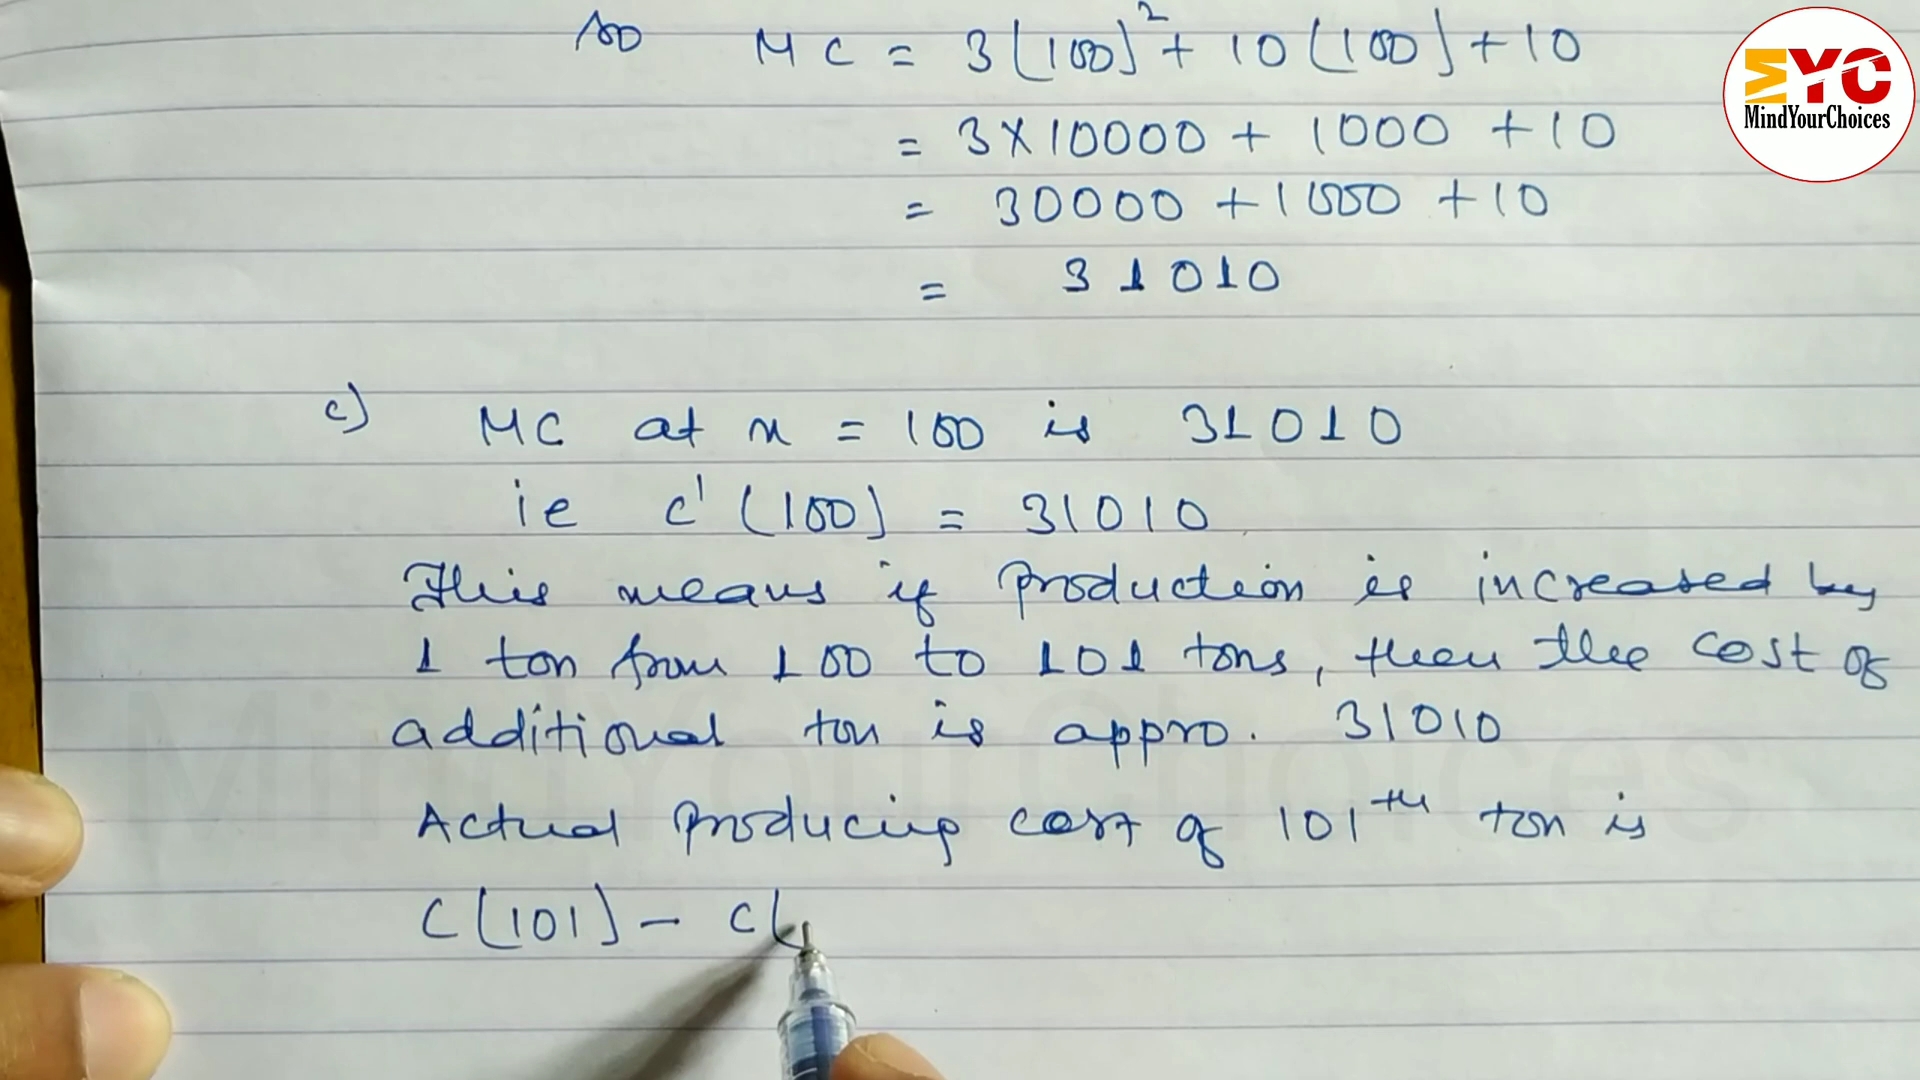 so MC = 3(100)² + 10(100) + 10
= 3×10000 + 1000 + 10
= 30000 + 1000 + 10
= 31010
c) MC at x = 100 is 31010
ie c'(100) = 31010
This means if production is increased by
1 ton from 100 to 101 tons, then the cost of
additional ton is appro. 31010
Actual producing cost of 101th ton is
C(101) - C(
MYC
MindYourChoices
MindYourChoices